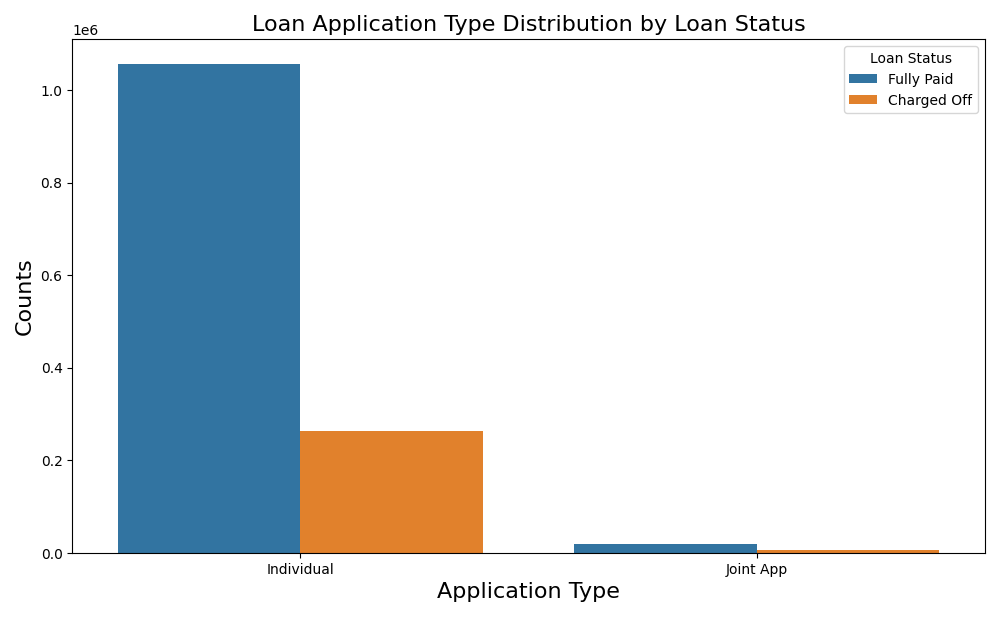 Loan Application Type Distribution by Loan Status
1e6
Loan Status
Fully Paid
Charged Off
1.0
0.8
0.6
0.4
0.2
0.0
Counts
Individual
Joint App
Application Type